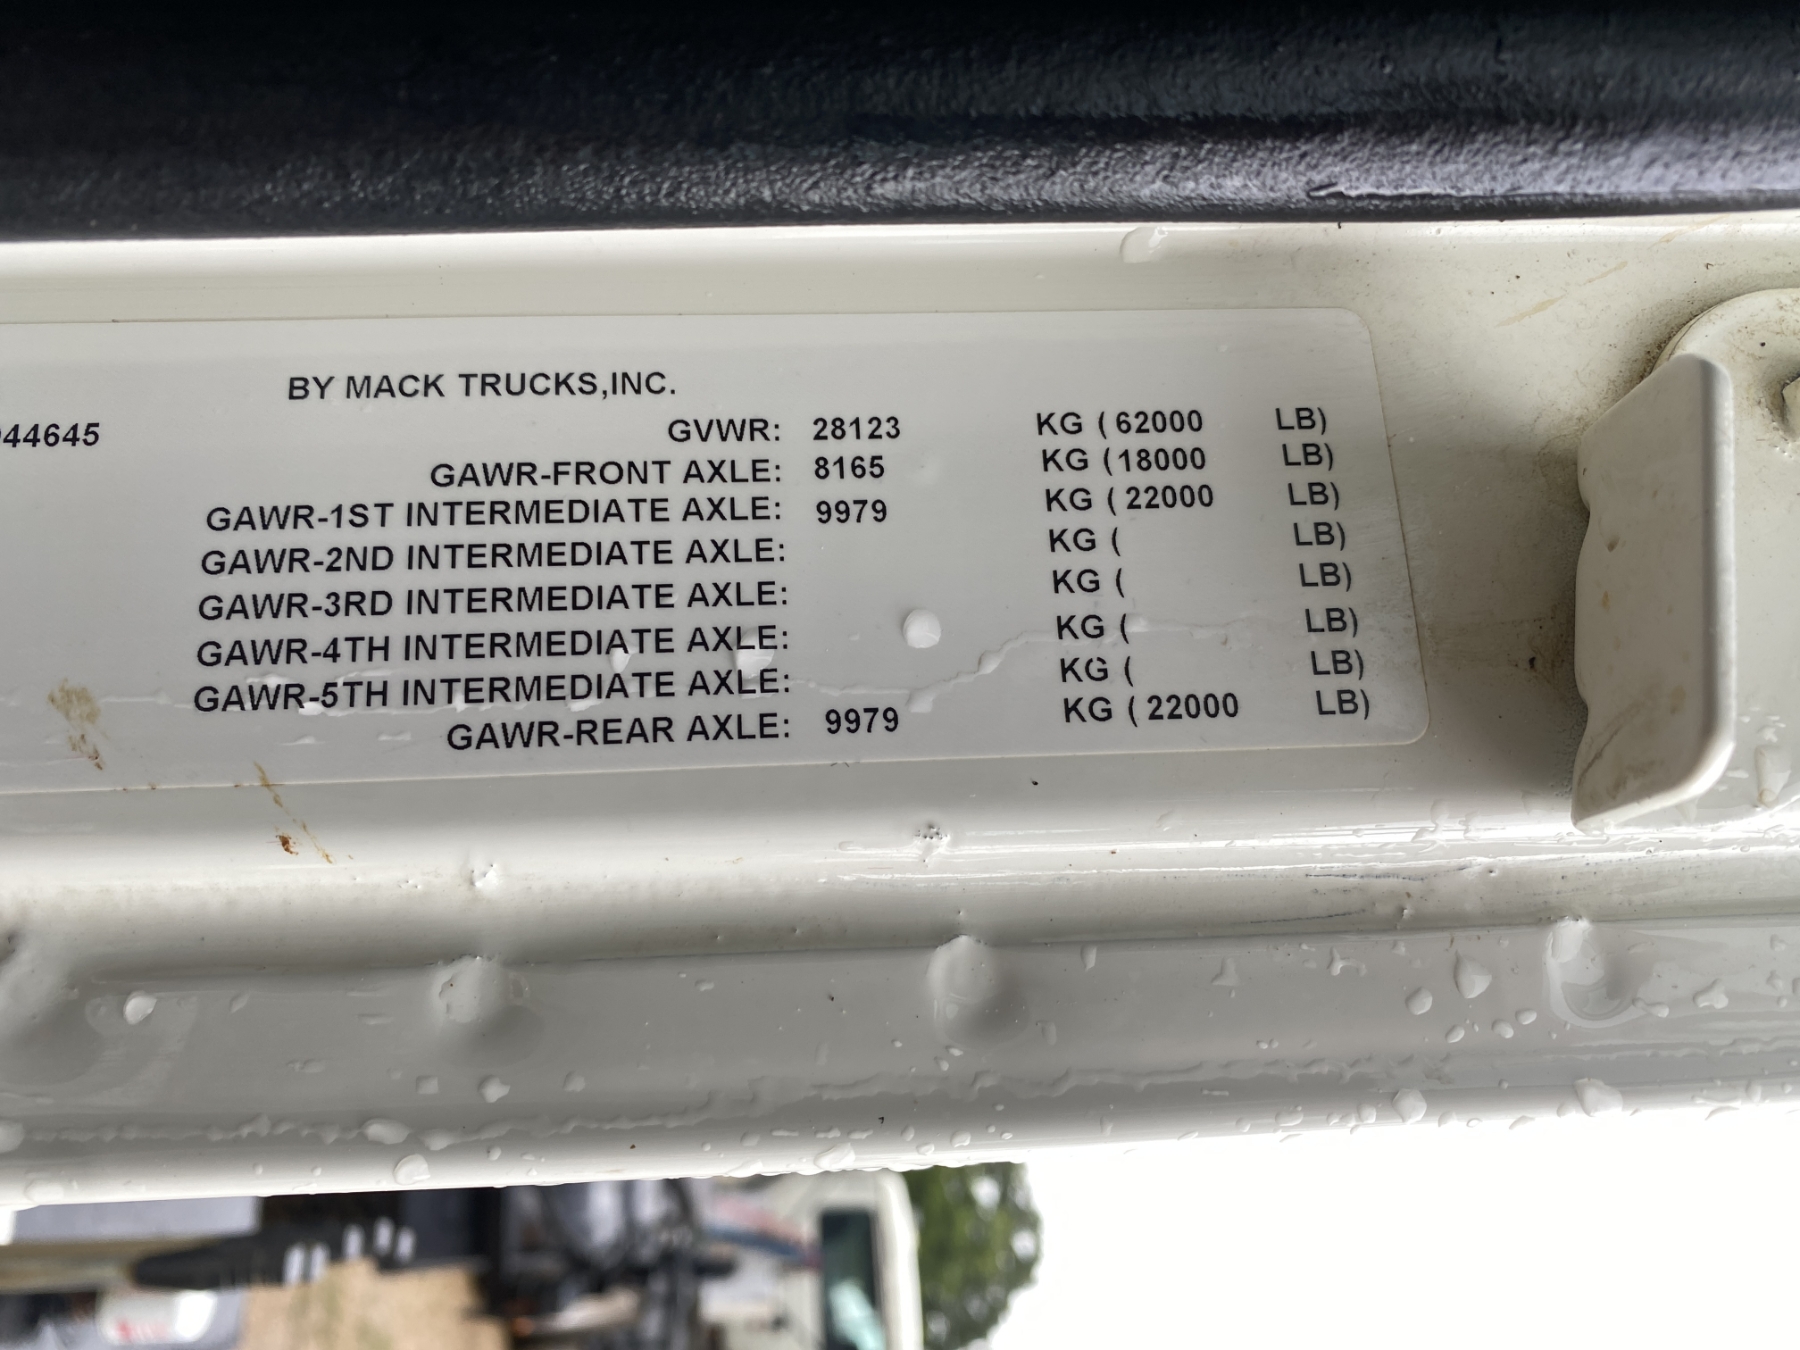 BY MACK TRUCKS,INC.
44645
GVWR: 28123 KG ( 62000 LB)
GAWR-FRONT AXLE: 8165 KG ( 18000 LB)
GAWR-1ST INTERMEDIATE AXLE: 9979 KG ( 22000 LB)
GAWR-2ND INTERMEDIATE AXLE: KG ( LB)
GAWR-3RD INTERMEDIATE AXLE: KG ( LB)
GAWR-4TH INTERMEDIATE AXLE: KG ( LB)
GAWR-5TH INTERMEDIATE AXLE: KG ( LB)
GAWR-REAR AXLE: 9979 KG ( 22000 LB)